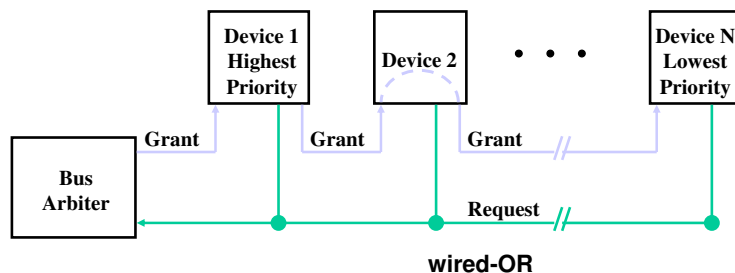 Device 1
Highest
Priority
Device 2
Device N
Lowest
Priority
Grant
Grant
Grant
Bus
Arbiter
Request
wired-OR